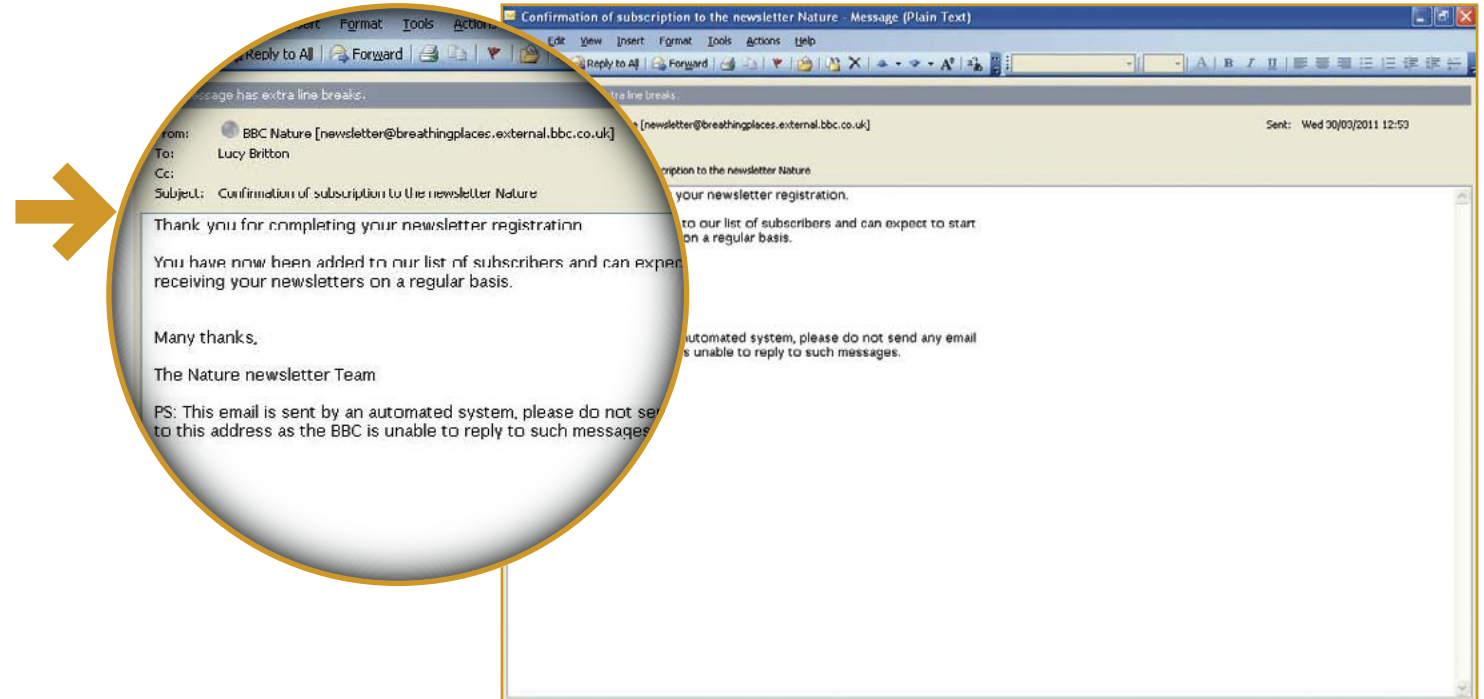 Insert Format Tools Actions
Reply to All Forward
message has extra line breaks.
From: BBC Nature [newsletter@breathingplaces.external.bbc.co.uk]
To: Lucy Britton
Cc:
Subject: Confirmation of subscription to the newsletter Nature
Thank you for completing your newsletter registration
You have now been added to our list of subscribers and can expec
receiving your newsletters on a regular basis.
Many thanks,
The Nature newsletter Team
PS: This email is sent by an automated system, please do not se
to this address as the BBC is unable to reply to such messages
Confirmation of subscription to the newsletter Nature - Message (Plain Text)
Edit View Insert Format Tools Actions Help
Reply to All Forward A B I U
extra line breaks.
[newsletter@breathingplaces.external.bbc.co.uk] Sent: Wed 30/03/2011 12:53
cription to the newsletter Nature
your newsletter registration.
to our list of subscribers and can expect to start
on a regular basis.
automated system, please do not send any email
s unable to reply to such messages.